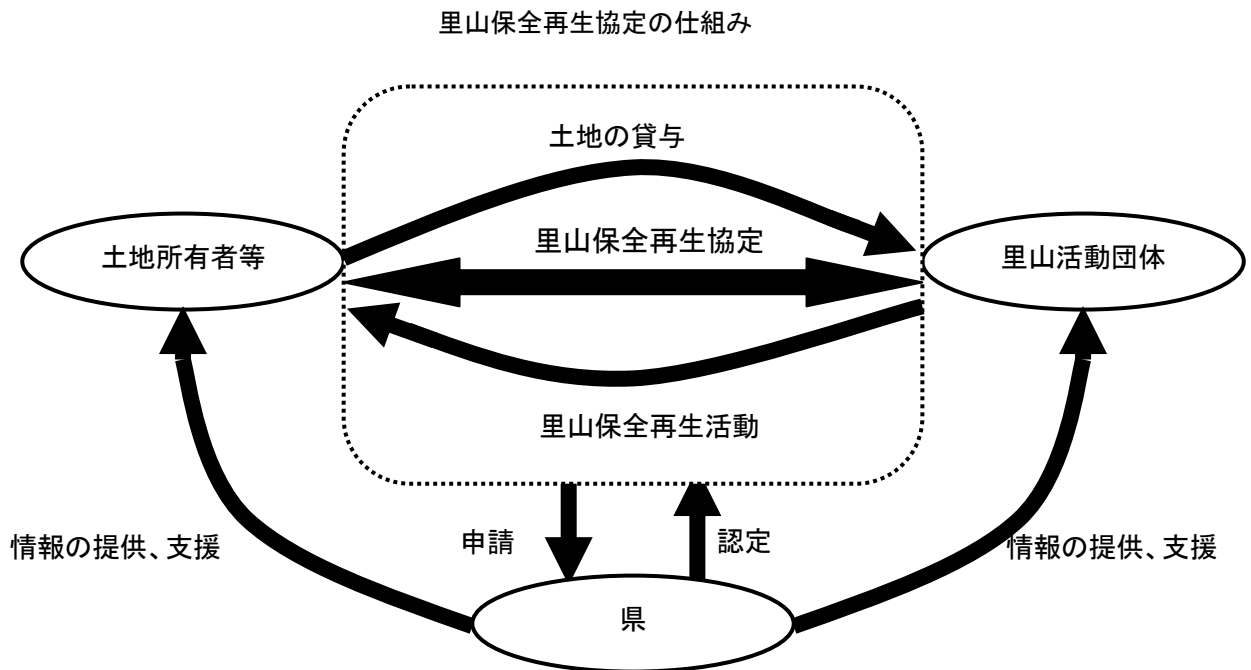 里山保全再生協定の仕組み
土地の貸与
土地所有者等
里山保全再生協定
里山活動団体
里山保全再生活動
情報の提供、支援
申請
認定
情報の提供、支援
県